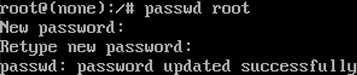 root@(none):/# passwd root
New password:
Retype new password:
passwd: password updated successfully